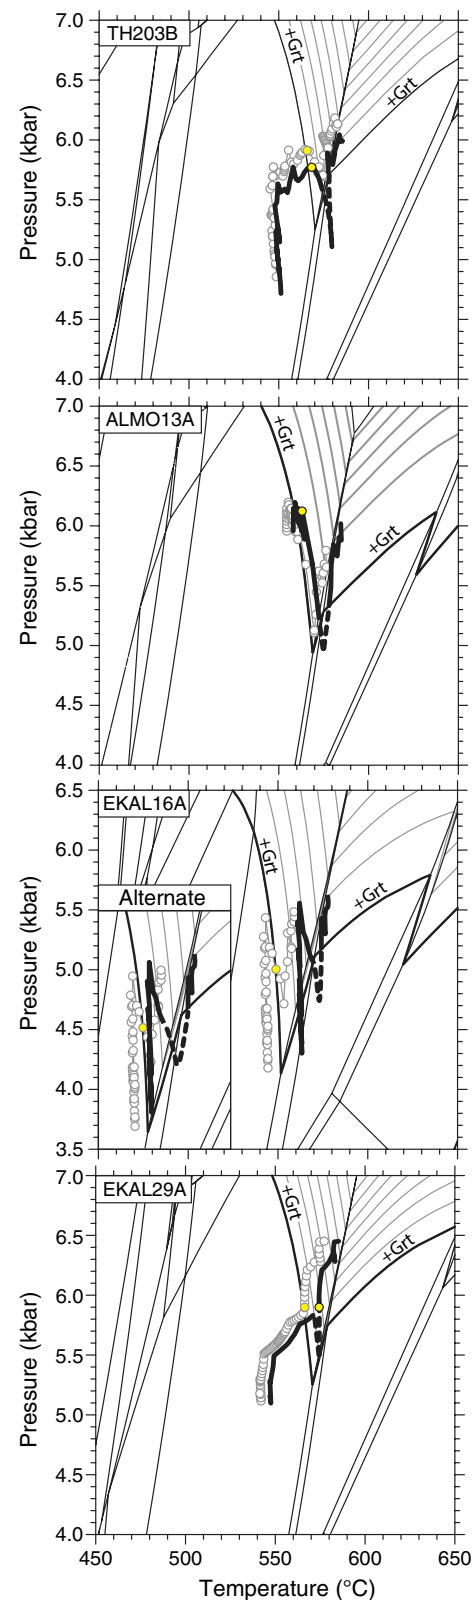 TH203B
7.0
+Grt
6.5
+Grt
6.0
5.5
5.0
4.5
4.0
Pressure (kbar)
ALMO13A
7.0
+Grt
6.5
6.0
+Grt
5.5
5.0
4.5
4.0
Pressure (kbar)
EKAL16A
6.5
+Grt
6.0
+Grt
Alternate
5.5
5.0
4.5
4.0
3.5
Pressure (kbar)
EKAL29A
7.0
+Grt
6.5
+Grt
6.0
5.5
5.0
4.5
4.0
Pressure (kbar)
450 500 550 600 650
Temperature (°C)